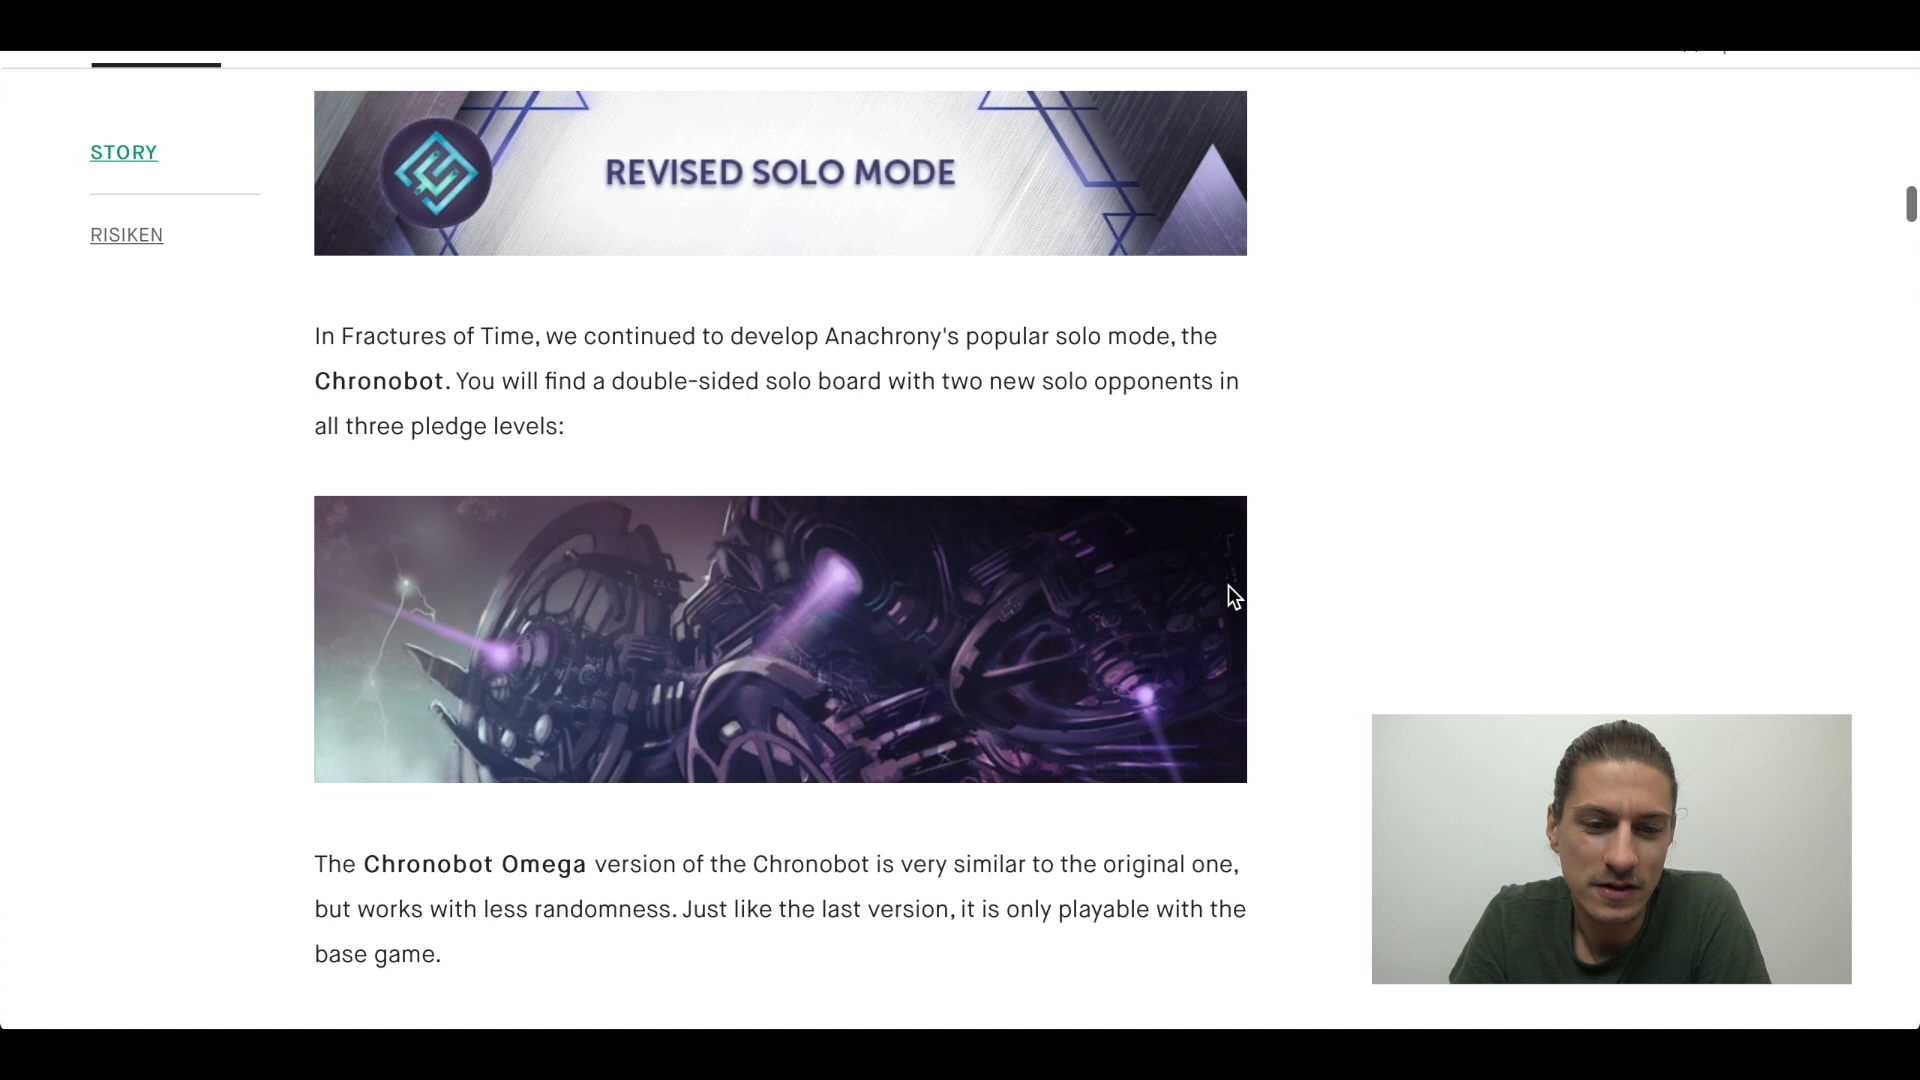 STORY
RISIKEN
REVISED SOLO MODE
In Fractures of Time, we continued to develop Anachrony's popular solo mode, the
Chronobot. You will find a double-sided solo board with two new solo opponents in
all three pledge levels:
The Chronobot Omega version of the Chronobot is very similar to the original one,
but works with less randomness. Just like the last version, it is only playable with the
base game.